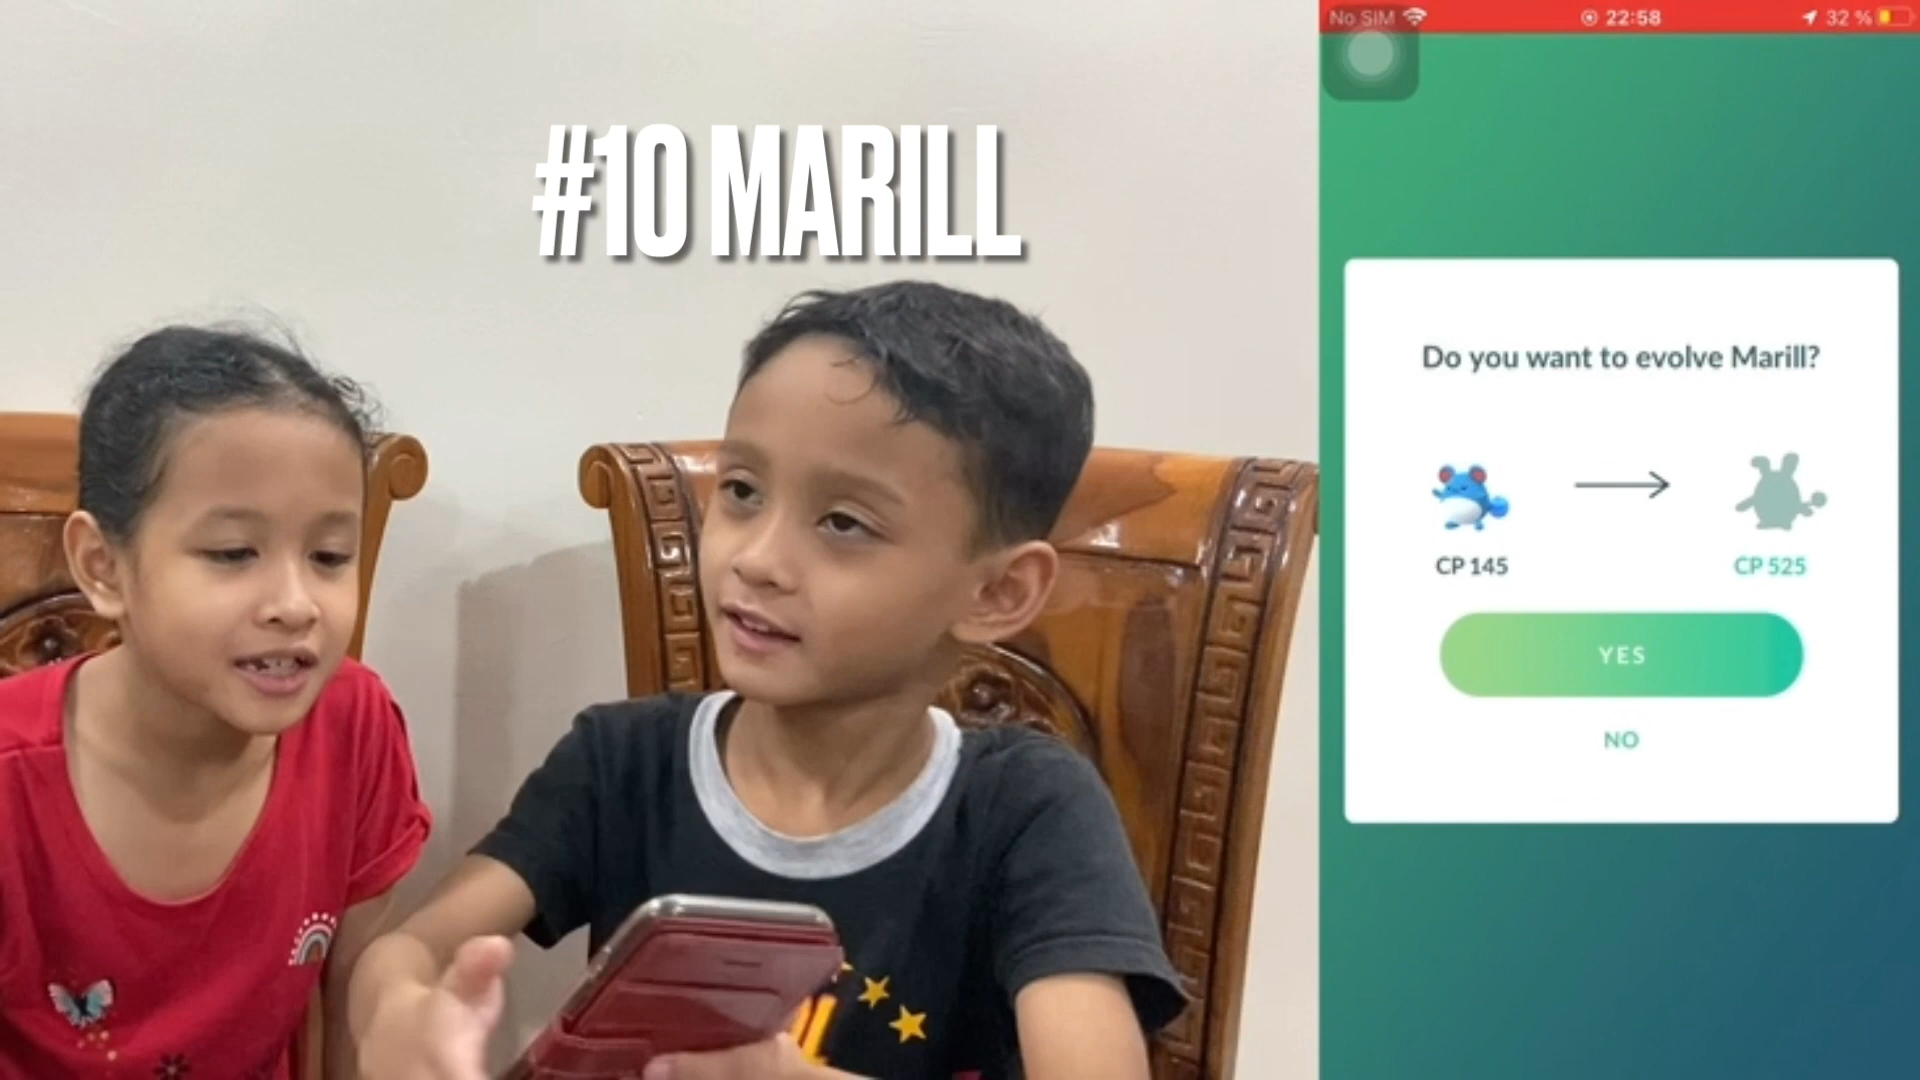 #10 MARILL
No SIM 22:58 32 %
Do you want to evolve Marill?
CP 145 CP 525
YES
NO